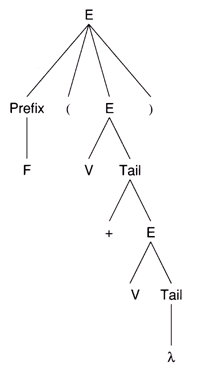 E
Prefix ( E )
F V Tail
+ E
V Tail
λ